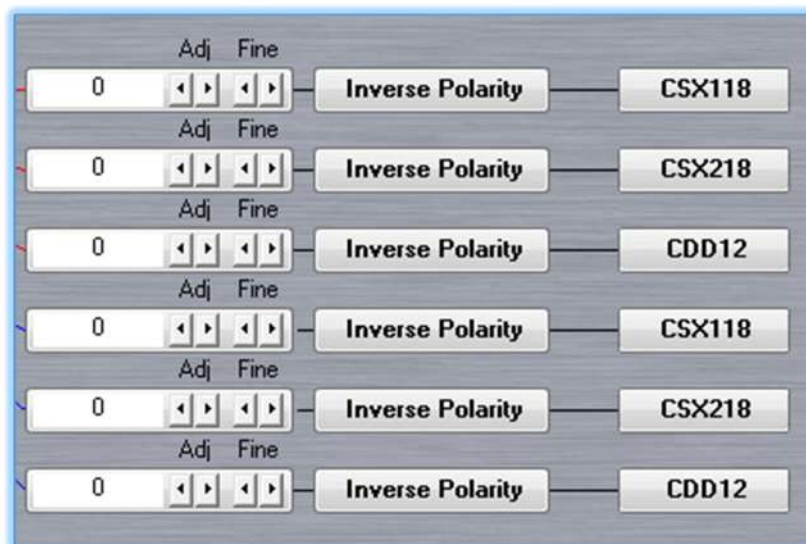 Adj Fine
0 Inverse Polarity CSX118
Adj Fine
0 Inverse Polarity CSX218
Adj Fine
0 Inverse Polarity CDD12
Adj Fine
0 Inverse Polarity CSX118
Adj Fine
0 Inverse Polarity CSX218
Adj Fine
0 Inverse Polarity CDD12